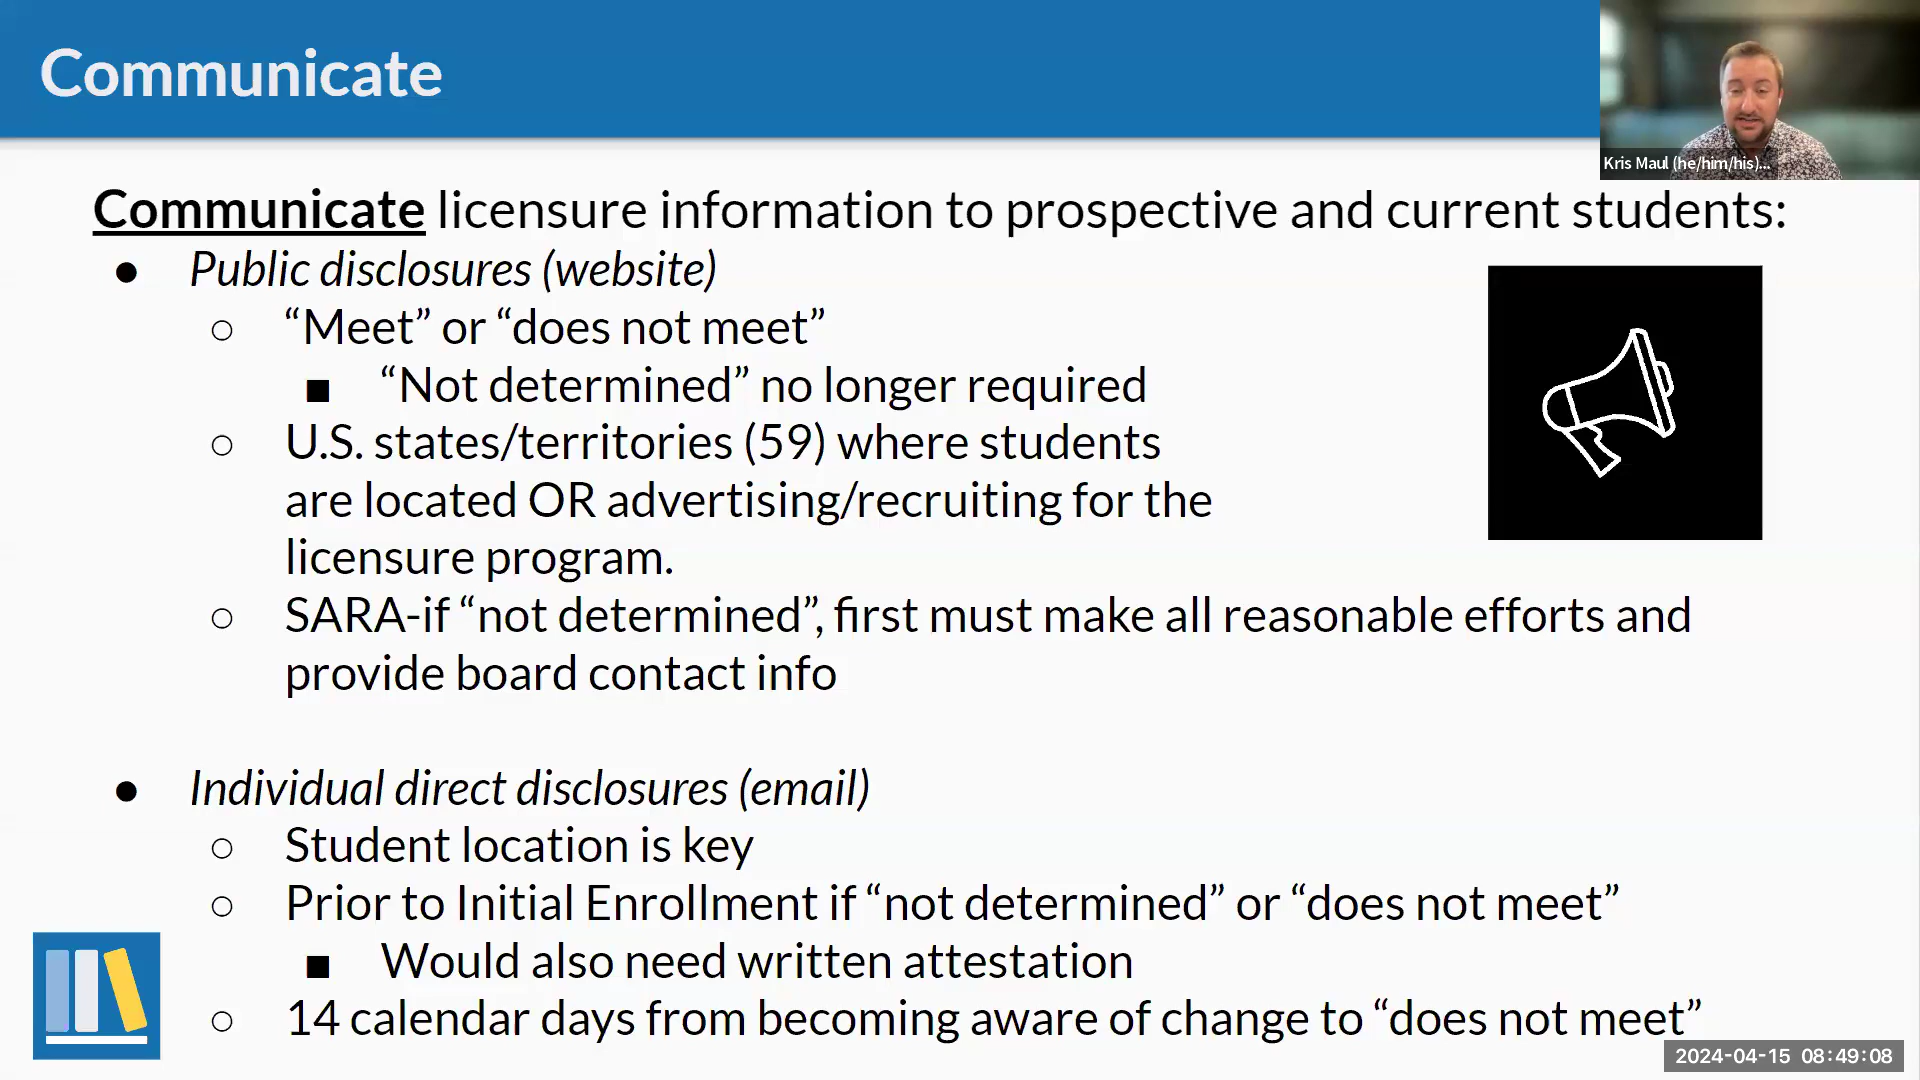 Communicate
Kris Maul (he/him/his)...
Communicate licensure information to prospective and current students:
● Public disclosures (website)
○ “Meet” or “does not meet”
■ “Not determined” no longer required
○ U.S. states/territories (59) where students
are located OR advertising/recruiting for the
licensure program.
○ SARA-if “not determined”, first must make all reasonable efforts and
provide board contact info
● Individual direct disclosures (email)
○ Student location is key
○ Prior to Initial Enrollment if “not determined” or “does not meet”
■ Would also need written attestation
○ 14 calendar days from becoming aware of change to “does not meet”
2024-04-15 08:49:08